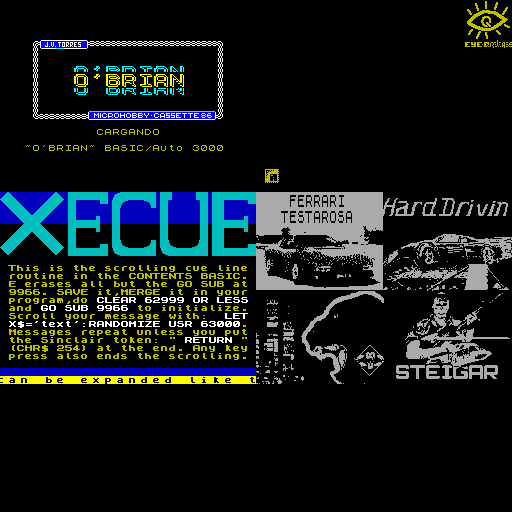 J.V.TORRES
O'BRIAN
MICROHOBBY·CASSETTE 86
CARGANDO
"O'BRIAN" BASIC/Auto 3000
XECUE
This is the scrolling cue line
routine in the CONTENTS BASIC.
E erases all but the GO SUB at
9966. SAVE it,MERGE it in your
program,do CLEAR 62999 OR LESS
and GO SUB 9966 to initialize.
Scroll your message with: LET
X$='text':RANDOMIZE USR 63000.
Messages repeat unless you put
the Sinclair token: " RETURN "
(CHR$ 254) at the end. Any key
press also ends the scrolling.
can be expanded like t
FERRARI
TESTAROSA
Hard Drivin
STEIGAR